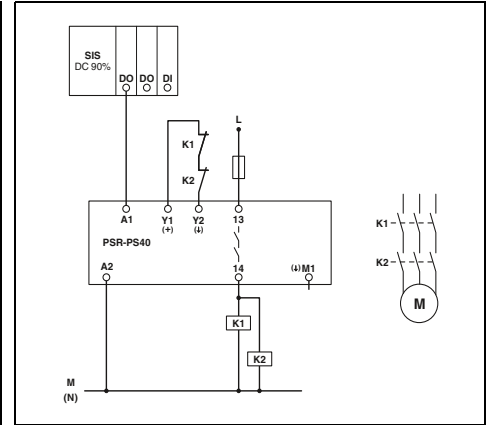 SIS
DC 90%
DO DO DI
L
K1
K2
A1 Y1 Y2 13
(+) (↓)
PSR-PS40
A2 14 (↓)M1
K1
K2
M
(N)
K1
K2
M